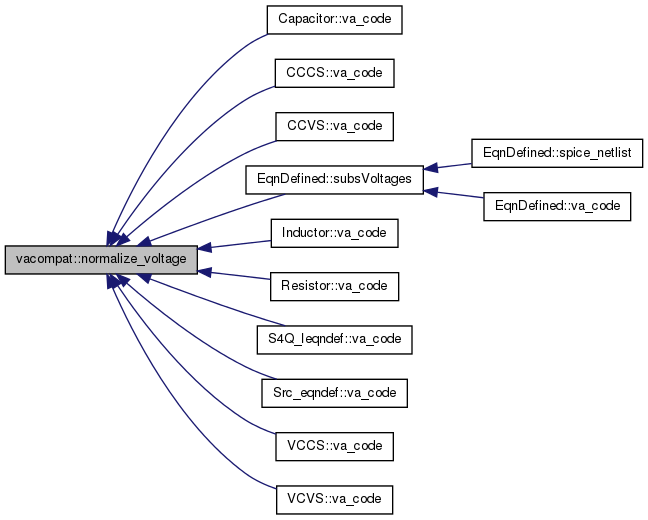 Capacitor::va_code
CCCS::va_code
CCVS::va_code
EqnDefined::spice_netlist
EqnDefined::subsVoltages
EqnDefined::va_code
Inductor::va_code
vacompat::normalize_voltage
Resistor::va_code
S4Q_Ieqndef::va_code
Src_eqndef::va_code
VCCS::va_code
VCVS::va_code